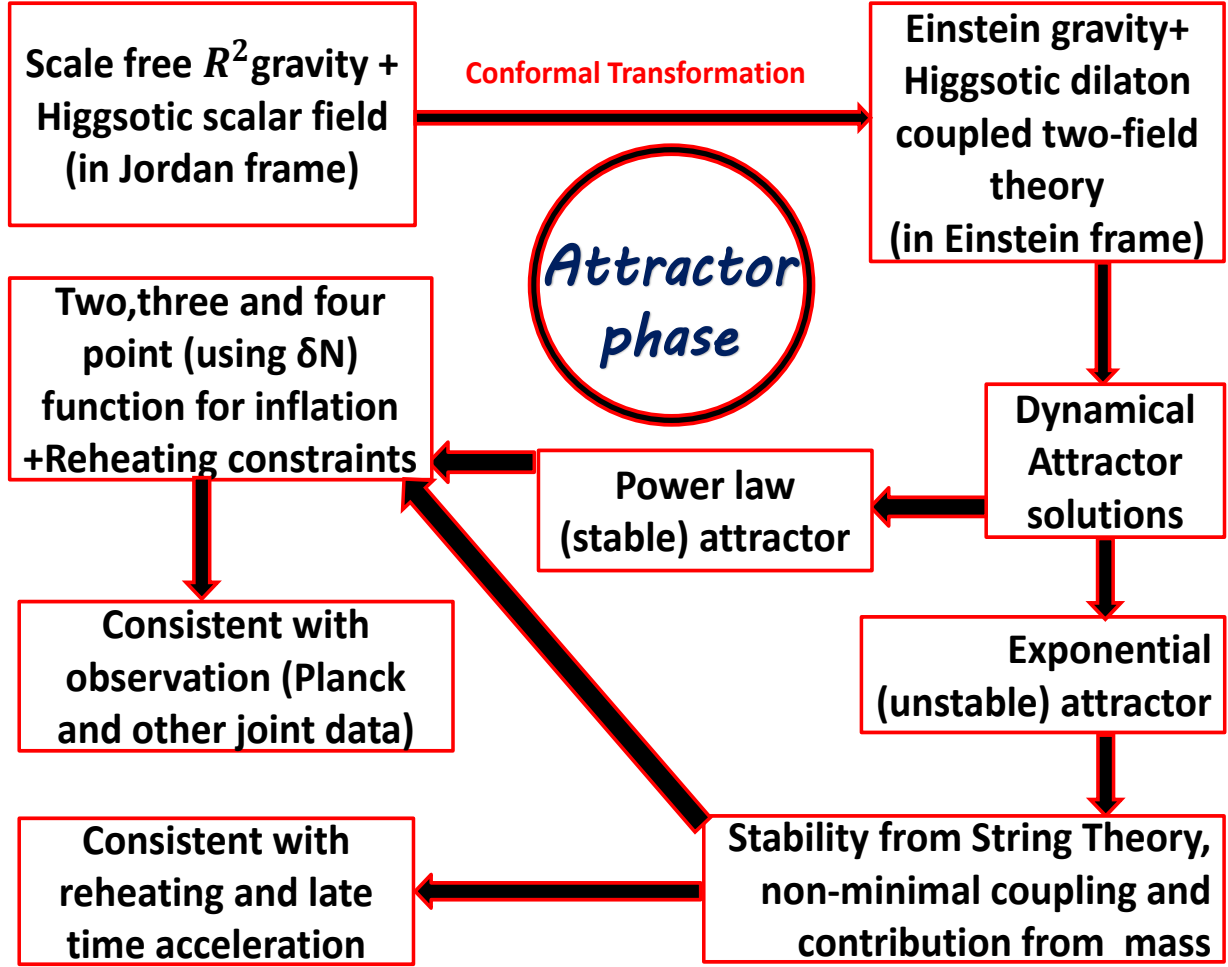 Scale free R² gravity +
Higgsotic scalar field
(in Jordan frame)
Conformal Transformation
Einstein gravity+
Higgsotic dilaton
coupled two-field
theory
(in Einstein frame)
Attractor
phase
Two,three and four
point (using δN)
function for inflation
+Reheating constraints
Power law
(stable) attractor
Dynamical
Attractor
solutions
Consistent with
observation (Planck
and other joint data)
Exponential
(unstable) attractor
Consistent with
reheating and late
time acceleration
Stability from String Theory,
non-minimal coupling and
contribution from mass